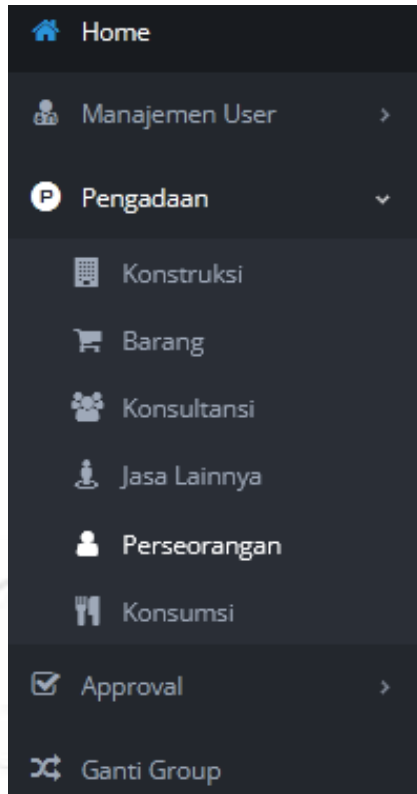 Home
Manajemen User
Pengadaan
Konstruksi
Barang
Konsultansi
Jasa Lainnya
Perseorangan
Konsumsi
Approval
Ganti Group